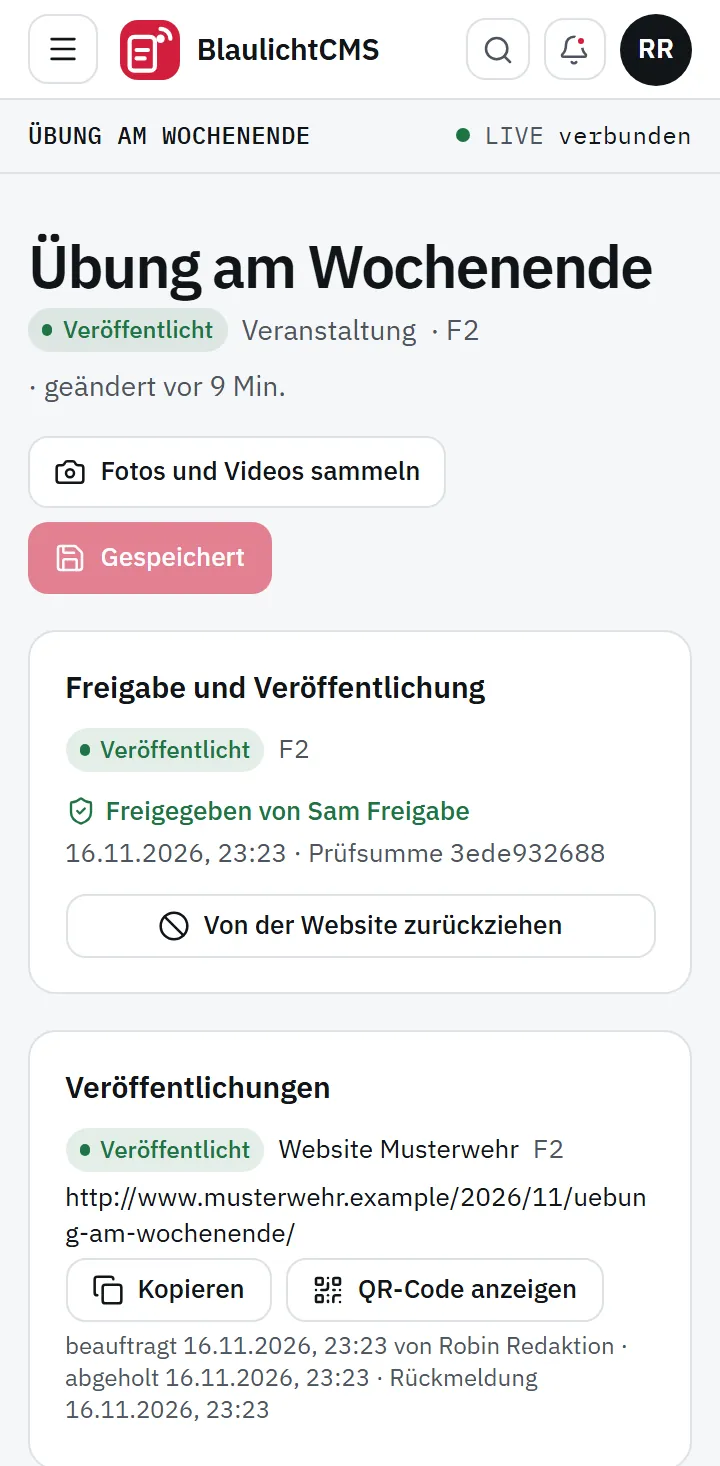 BlaulichtCMS
RR
ÜBUNG AM WOCHENENDE
LIVE verbunden
Übung am Wochenende
Veröffentlicht Veranstaltung · F2
· geändert vor 9 Min.
Fotos und Videos sammeln
Gespeichert
Freigabe und Veröffentlichung
Veröffentlicht F2
Freigegeben von Sam Freigabe
16.11.2026, 23:23 · Prüfsumme 3ede932688
Von der Website zurückziehen
Veröffentlichungen
Veröffentlicht Website Musterwehr F2
http://www.musterwehr.example/2026/11/uebun
g-am-wochenende/
Kopieren
QR-Code anzeigen
beauftragt 16.11.2026, 23:23 von Robin Redaktion ·
abgeholt 16.11.2026, 23:23 · Rückmeldung
16.11.2026, 23:23